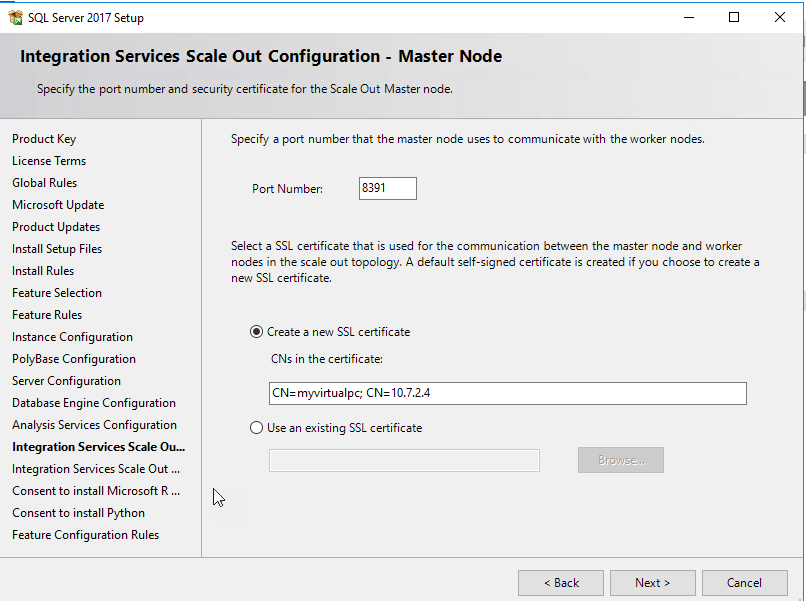 SQL Server 2017 Setup
Integration Services Scale Out Configuration - Master Node
Specify the port number and security certificate for the Scale Out Master node.
Product Key
License Terms
Global Rules
Microsoft Update
Product Updates
Install Setup Files
Install Rules
Feature Selection
Feature Rules
Instance Configuration
PolyBase Configuration
Server Configuration
Database Engine Configuration
Analysis Services Configuration
Integration Services Scale Ou...
Integration Services Scale Out ...
Consent to install Microsoft R ...
Consent to install Python
Feature Configuration Rules
Specify a port number that the master node uses to communicate with the worker nodes.
Port Number: 8391
Select a SSL certificate that is used for the communication between the master node and worker
nodes in the scale out topology. A default self-signed certificate is created if you choose to create a
new SSL certificate.
Create a new SSL certificate
CNs in the certificate:
CN=myvirtualpc; CN=10.7.2.4
Use an existing SSL certificate
Browse...
< Back Next > Cancel